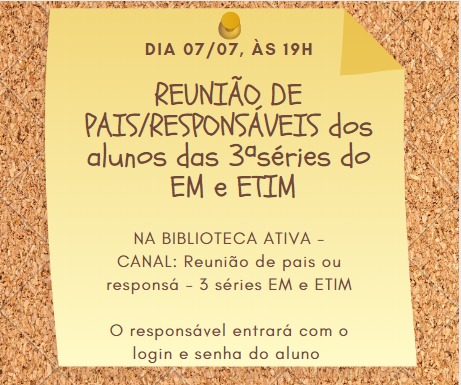 DIA 07/07, ÀS 19H
REUNIÃO DE
PAIS/RESPONSÁVEIS dos
alunos das 3ªséries do
EM e ETIM
NA BIBLIOTECA ATIVA -
CANAL: Reunião de pais ou
responsá - 3 séries EM e ETIM
O responsável entrará com o
login e senha do aluno